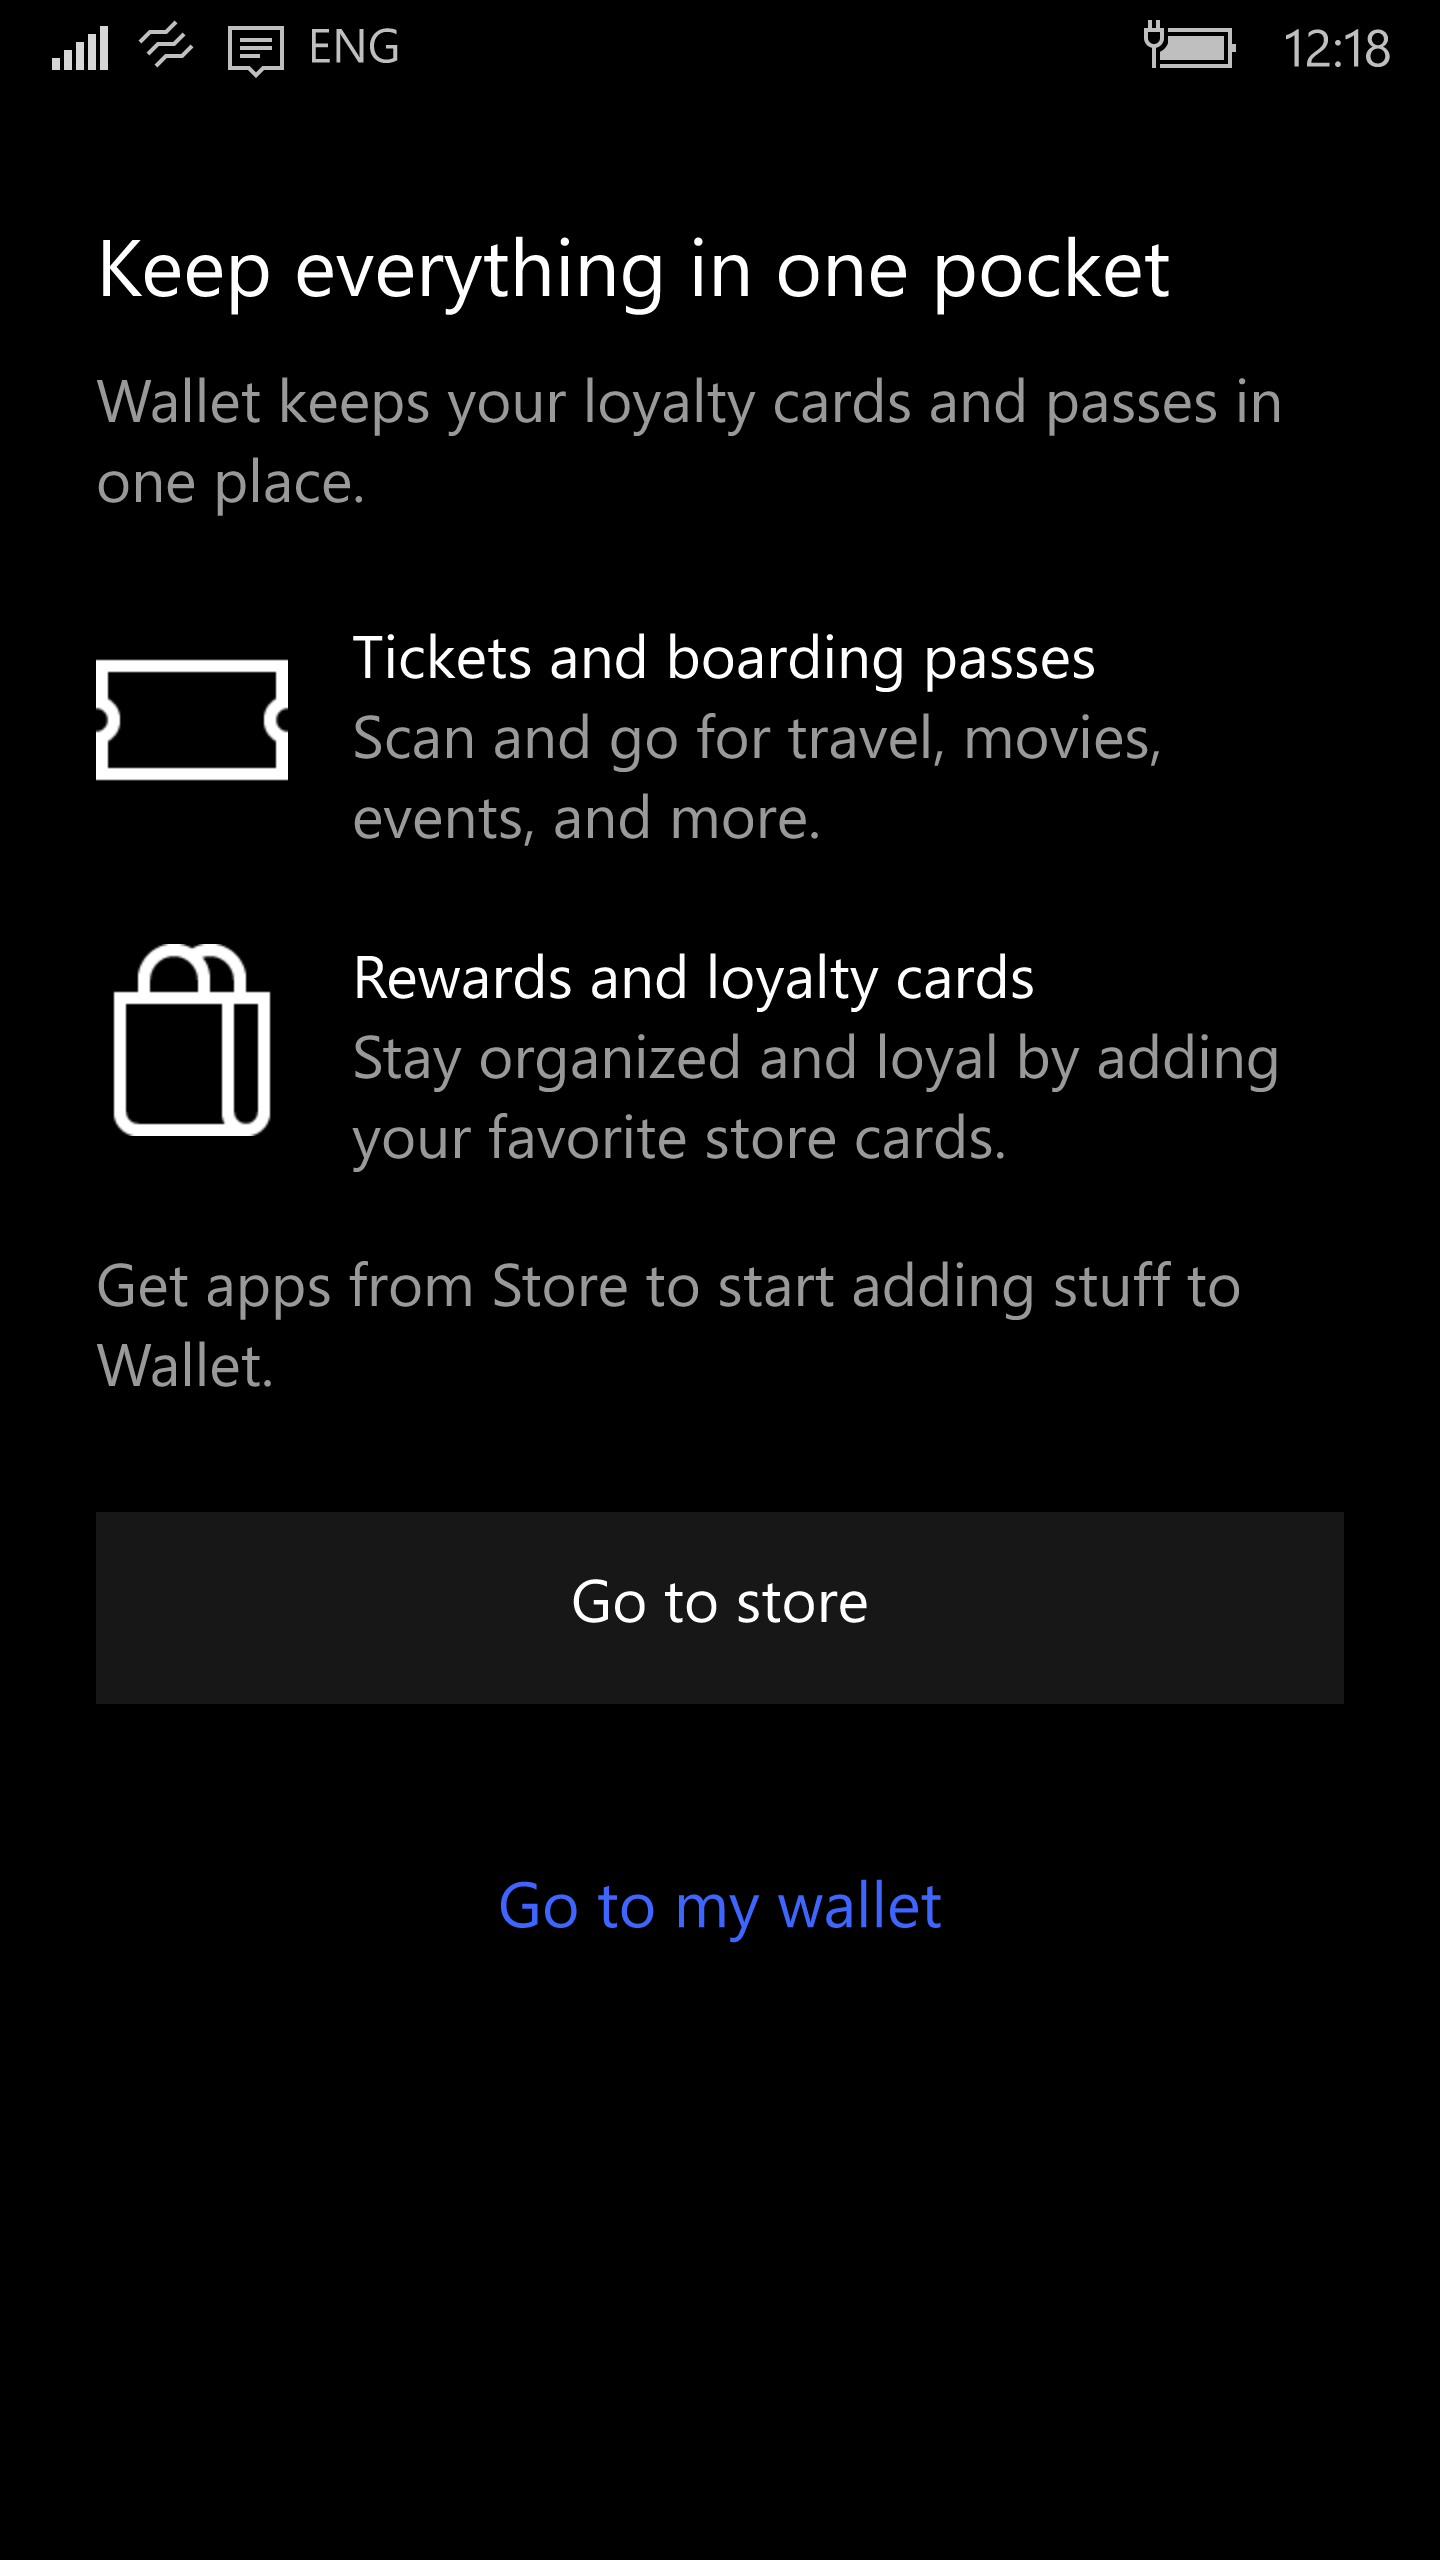 ENG 12:18
Keep everything in one pocket
Wallet keeps your loyalty cards and passes in
one place.
Tickets and boarding passes
Scan and go for travel, movies,
events, and more.
Rewards and loyalty cards
Stay organized and loyal by adding
your favorite store cards.
Get apps from Store to start adding stuff to
Wallet.
Go to store
Go to my wallet